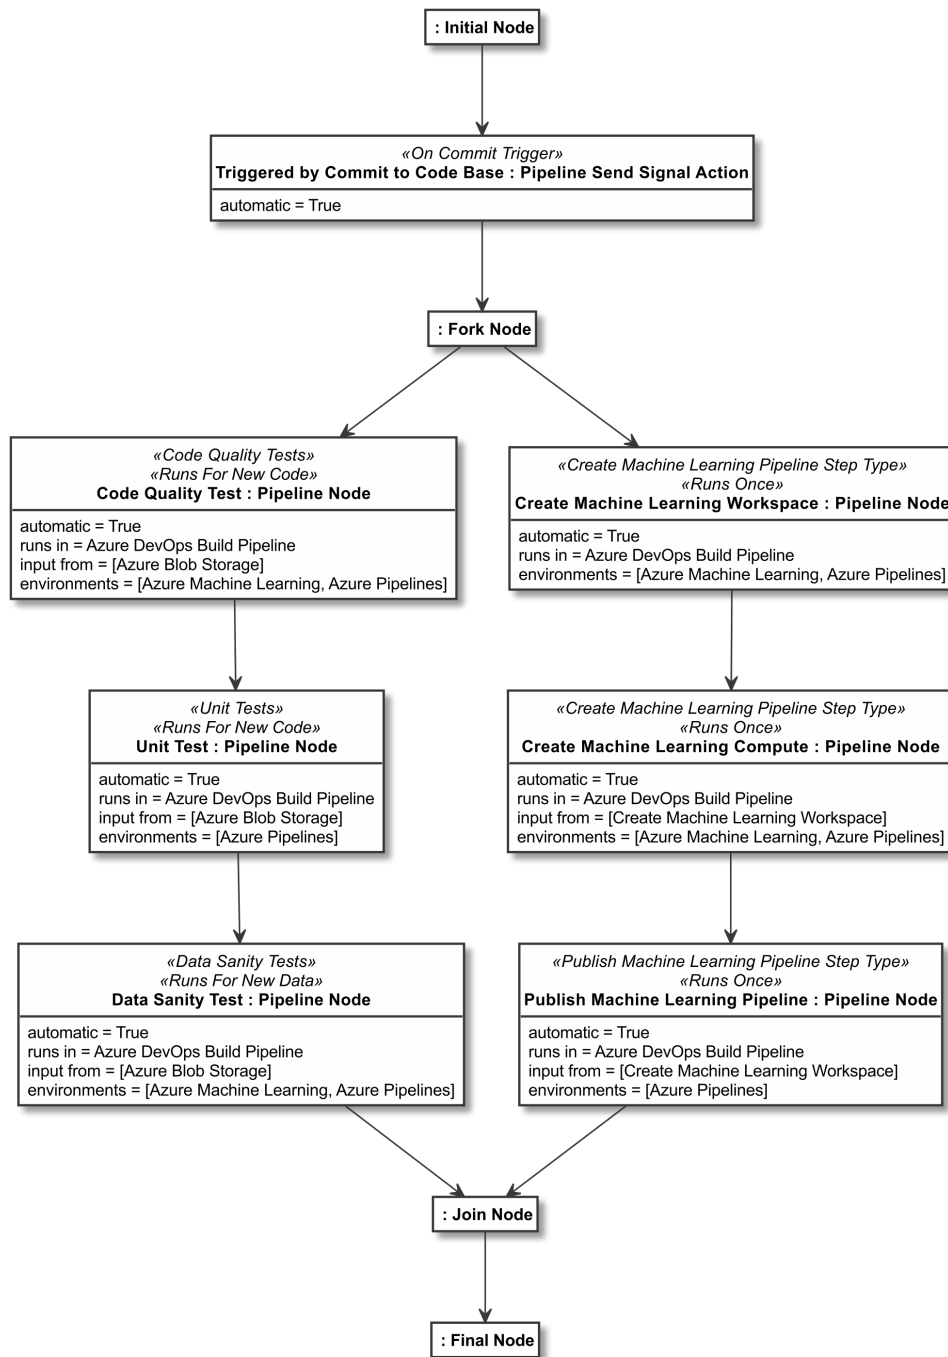 : Initial Node
«On Commit Trigger»
Triggered by Commit to Code Base : Pipeline Send Signal Action
automatic = True
: Fork Node
«Code Quality Tests»
«Runs For New Code»
Code Quality Test : Pipeline Node
automatic = True
runs in = Azure DevOps Build Pipeline
input from = [Azure Blob Storage]
environments = [Azure Machine Learning, Azure Pipelines]
«Create Machine Learning Pipeline Step Type»
«Runs Once»
Create Machine Learning Workspace : Pipeline Node
automatic = True
runs in = Azure DevOps Build Pipeline
environments = [Azure Machine Learning, Azure Pipelines]
«Unit Tests»
«Runs For New Code»
Unit Test : Pipeline Node
automatic = True
runs in = Azure DevOps Build Pipeline
input from = [Azure Blob Storage]
environments = [Azure Pipelines]
«Create Machine Learning Pipeline Step Type»
«Runs Once»
Create Machine Learning Compute : Pipeline Node
automatic = True
runs in = Azure DevOps Build Pipeline
input from = [Create Machine Learning Workspace]
environments = [Azure Machine Learning, Azure Pipelines]
«Data Sanity Tests»
«Runs For New Data»
Data Sanity Test : Pipeline Node
automatic = True
runs in = Azure DevOps Build Pipeline
input from = [Azure Blob Storage]
environments = [Azure Machine Learning, Azure Pipelines]
«Publish Machine Learning Pipeline Step Type»
«Runs Once»
Publish Machine Learning Pipeline : Pipeline Node
automatic = True
runs in = Azure DevOps Build Pipeline
input from = [Create Machine Learning Workspace]
environments = [Azure Pipelines]
: Join Node
: Final Node